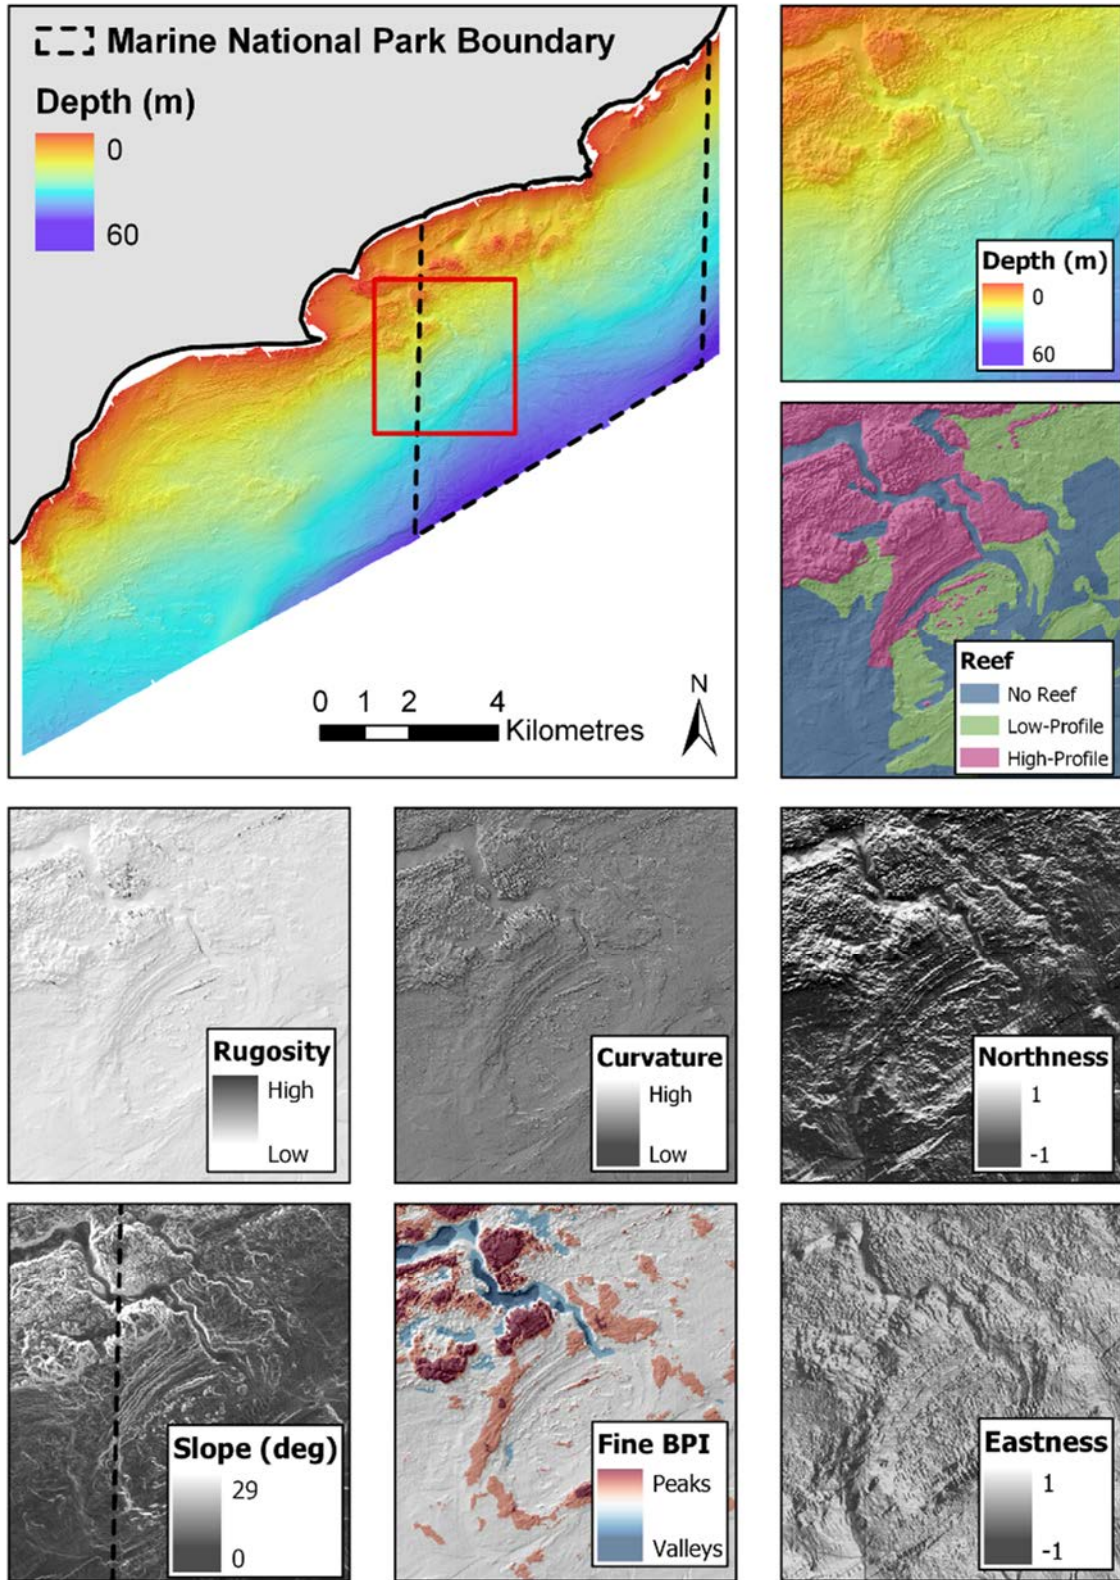 Marine National Park Boundary
Depth (m)
0
60
0 1 2 4
Kilometres
N
Depth (m)
0
60
Reef
No Reef
Low-Profile
High-Profile
Rugosity
High
Low
Curvature
High
Low
Northness
1
-1
Slope (deg)
29
0
Fine BPI
Peaks
Valleys
Eastness
1
-1